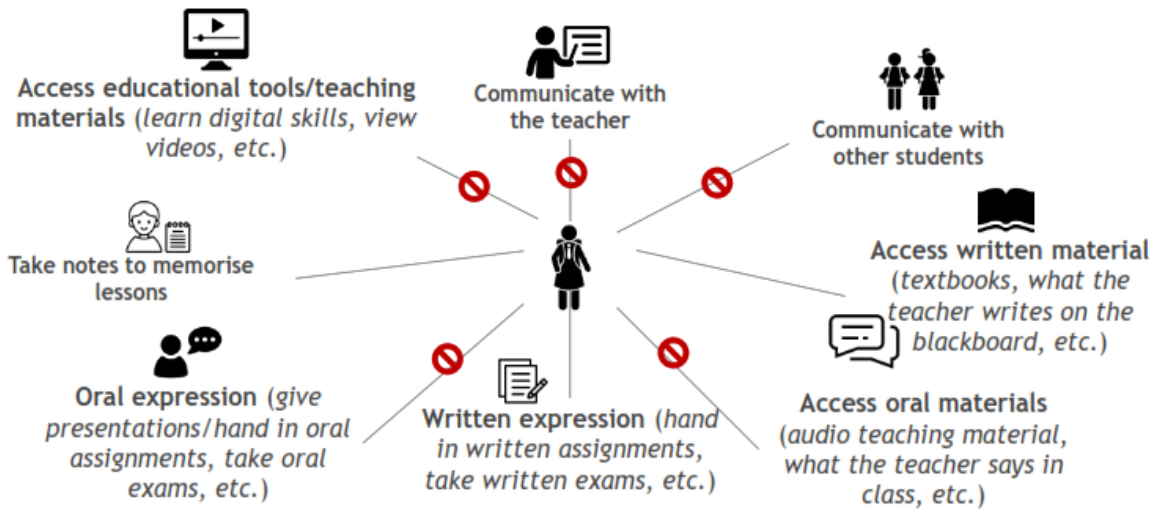 Access educational tools/teaching
materials (learn digital skills, view
videos, etc.)
Communicate with
the teacher
Communicate with
other students
Take notes to memorise
lessons
Access written material
(textbooks, what the
teacher writes on the
blackboard, etc.)
Oral expression (give
presentations/hand in oral
assignments, take oral
exams, etc.)
Written expression (hand
in written assignments,
take written exams, etc.)
Access oral materials
(audio teaching material,
what the teacher says in
class, etc.)